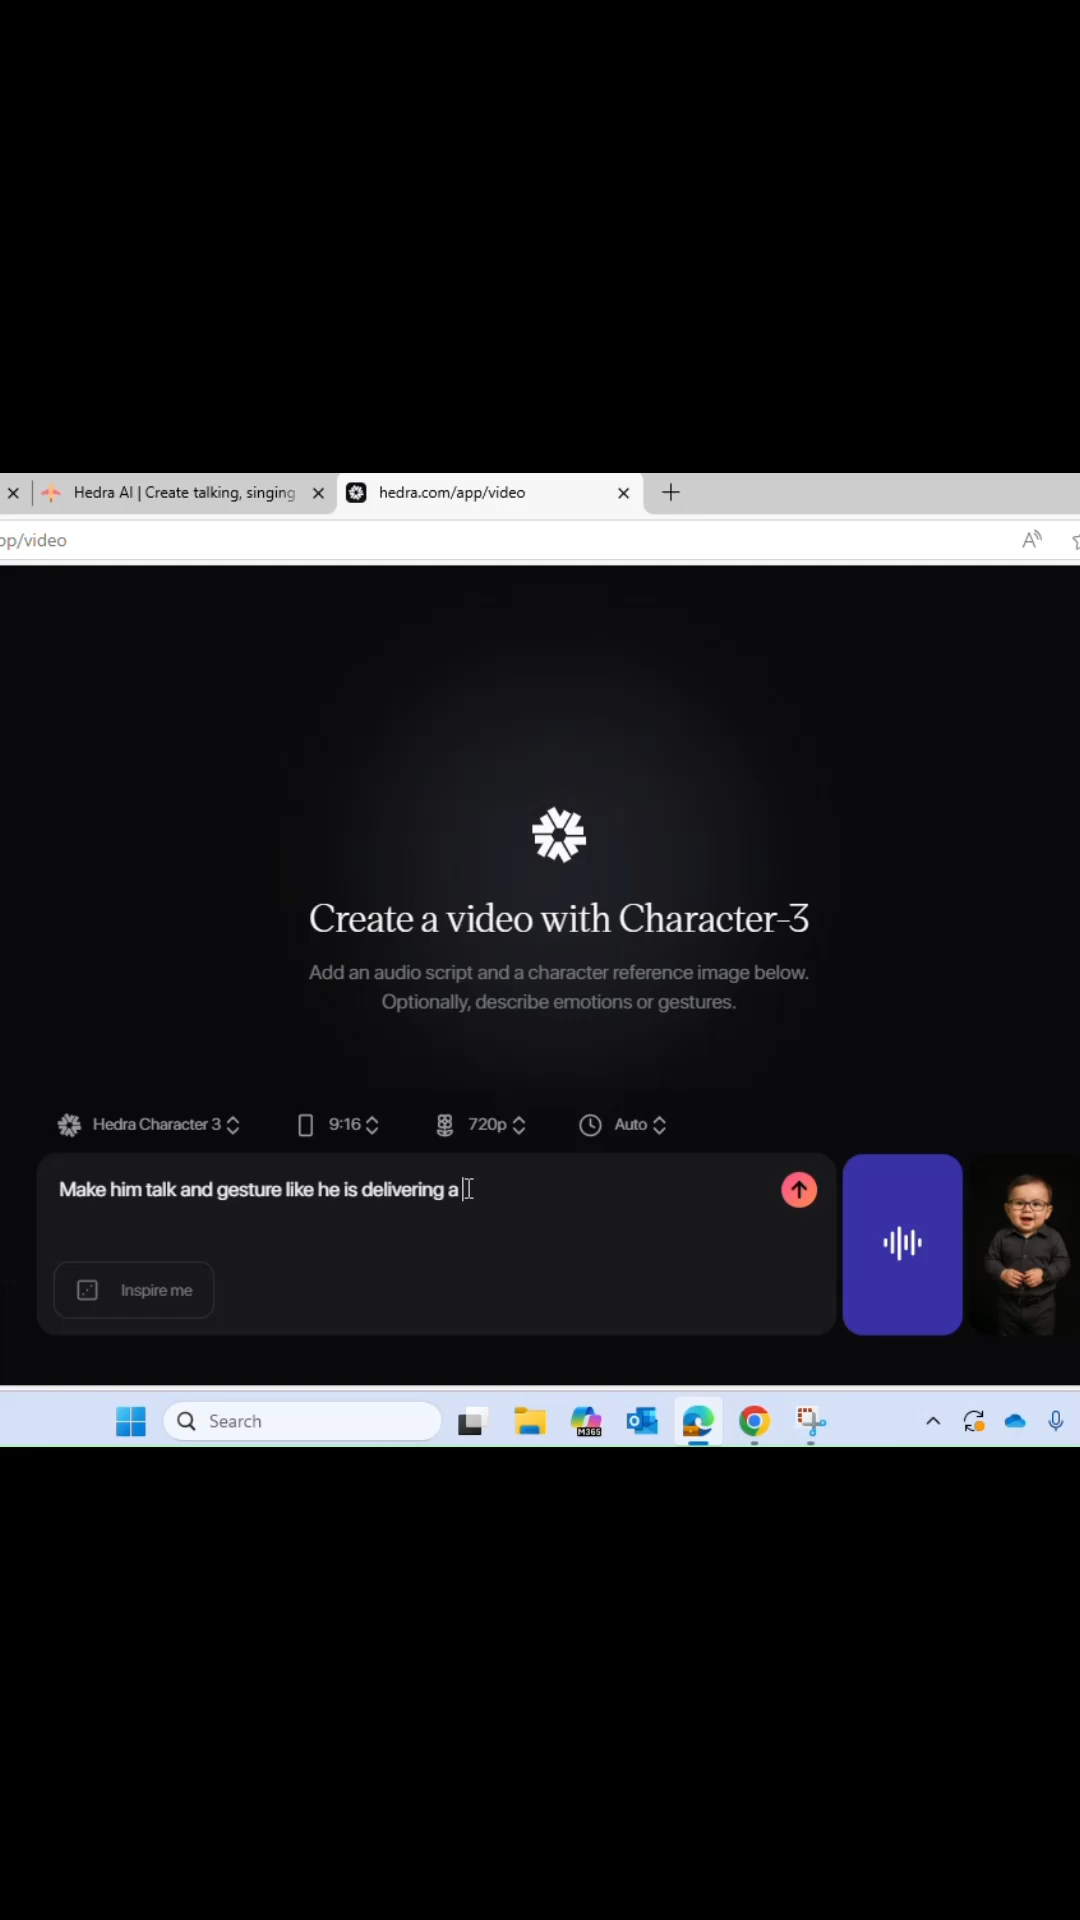 Hedra AI | Create talking, singing
hedra.com/app/video
pp/video
Create a video with Character-3
Add an audio script and a character reference image below.
Optionally, describe emotions or gestures.
Hedra Character 3 9:16 720p Auto
Make him talk and gesture like he is delivering a
Inspire me
Search
M365